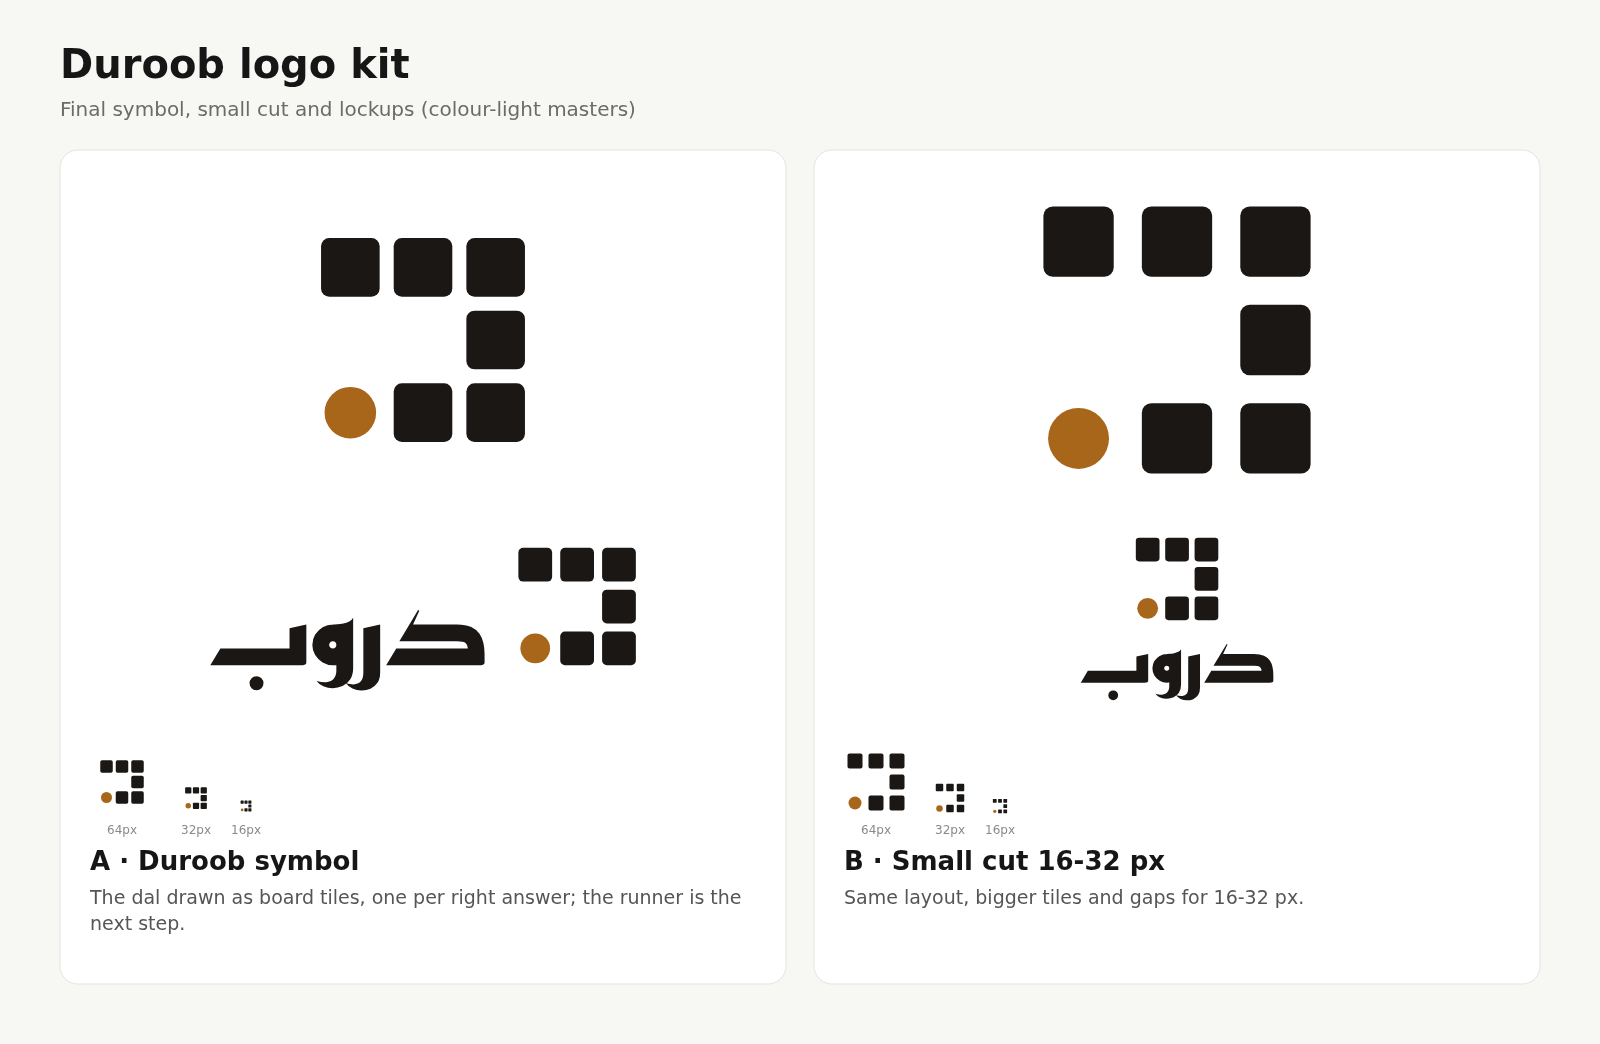 Duroob logo kit
Final symbol, small cut and lockups (colour-light masters)
دروب
64px
32px
16px
A · Duroob symbol
The dal drawn as board tiles, one per right answer; the runner is the
next step.
دروب
64px
32px
16px
B · Small cut 16-32 px
Same layout, bigger tiles and gaps for 16-32 px.